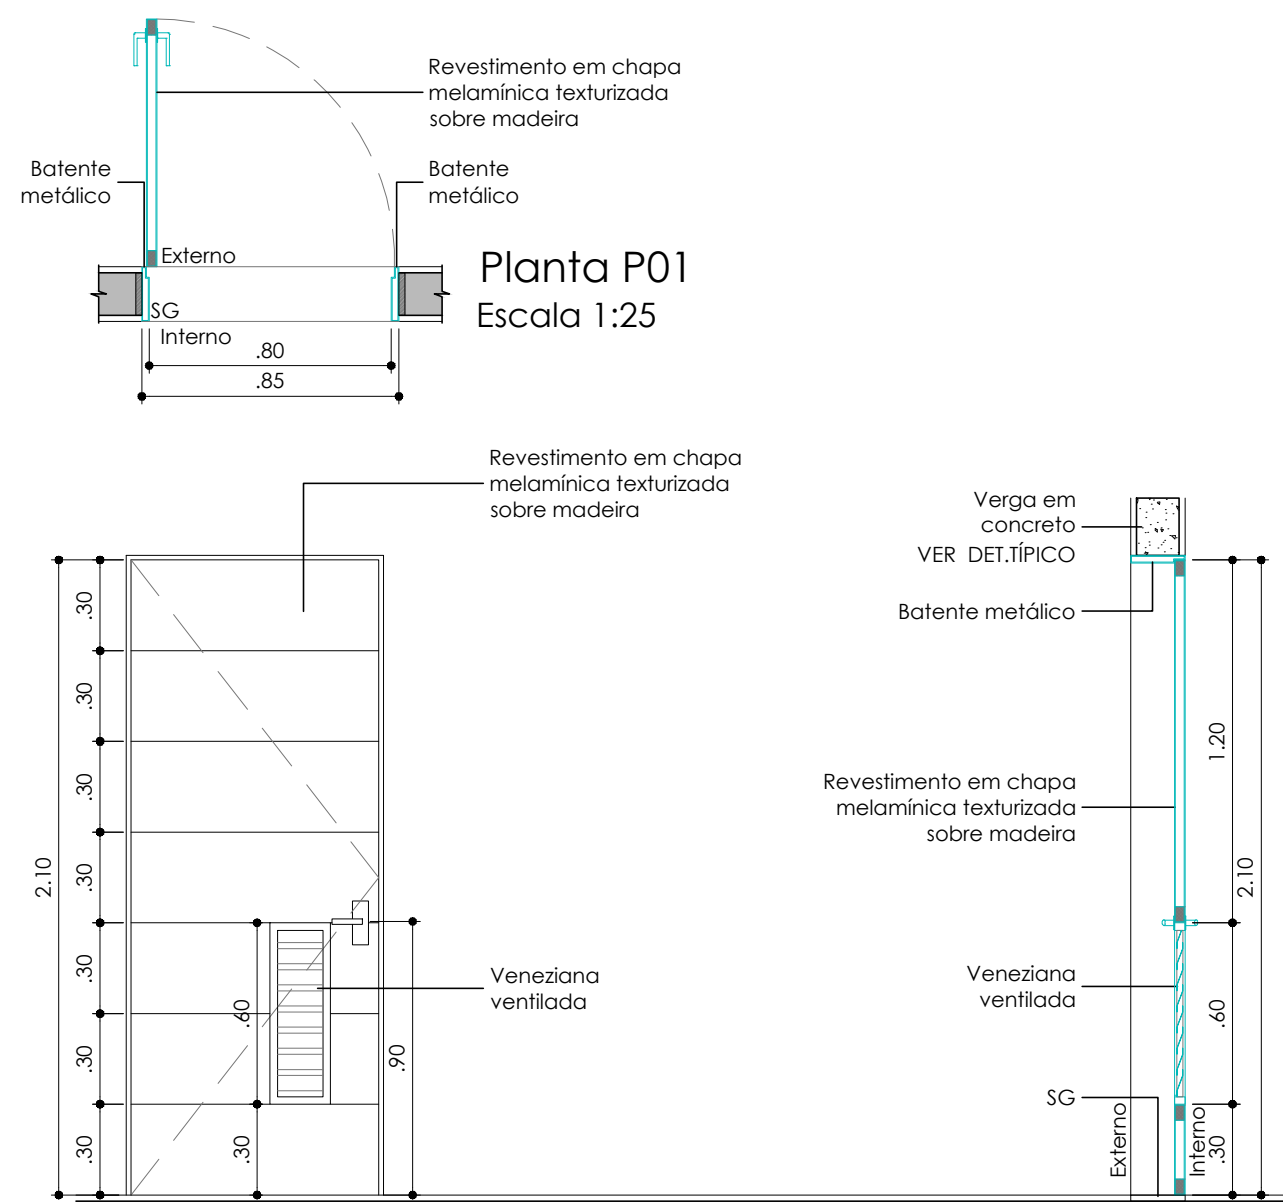 Revestimento em chapa
melamínica texturizada
sobre madeira
Batente
metálico
Batente
metálico
Externo
SG
Interno
Planta P01
Escala 1:25
.80
.85
Revestimento em chapa
melamínica texturizada
sobre madeira
2.10
.30
.30
.30
.30
.30
.30
.30
.60
.30
.90
Veneziana
ventilada
Verga em
concreto
VER DET.TÍPICO
Batente metálico
Revestimento em chapa
melamínica texturizada
sobre madeira
Veneziana
ventilada
SG
Externo
Interno
1.20
.60
.30
2.10